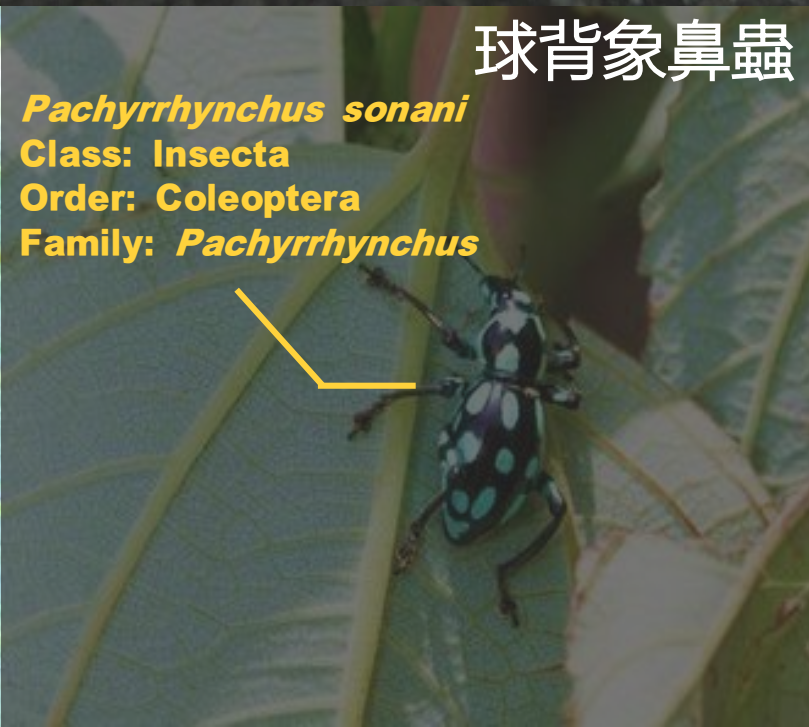 球背象鼻蟲
Pachyrrhynchus sonani
Class: Insecta
Order: Coleoptera
Family: Pachyrrhynchus